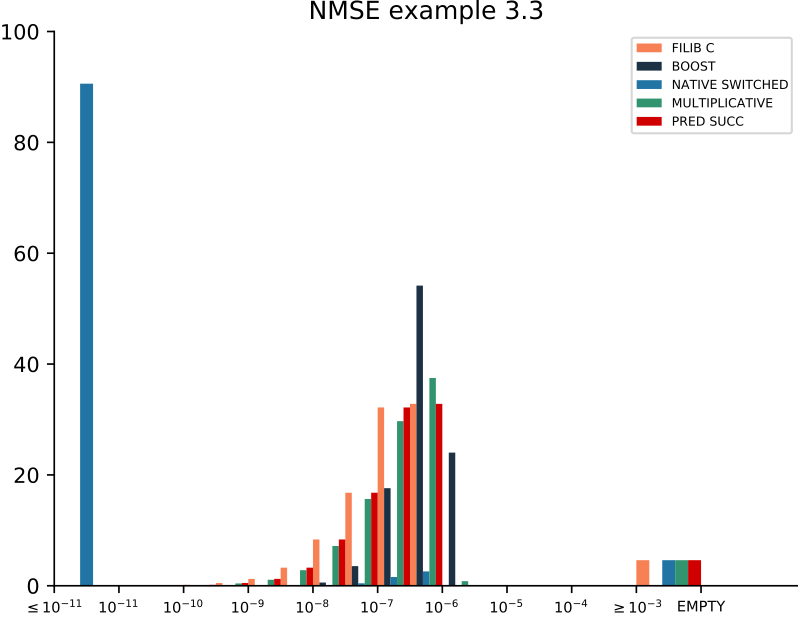 NMSE example 3.3
100
80
60
40
20
0
FILIB C
BOOST
NATIVE SWITCHED
MULTIPLICATIVE
PRED SUCC
≤ 10⁻¹¹ 10⁻¹¹ 10⁻¹⁰ 10⁻⁹ 10⁻⁸ 10⁻⁷ 10⁻⁶ 10⁻⁵ 10⁻⁴ ≥ 10⁻³ EMPTY